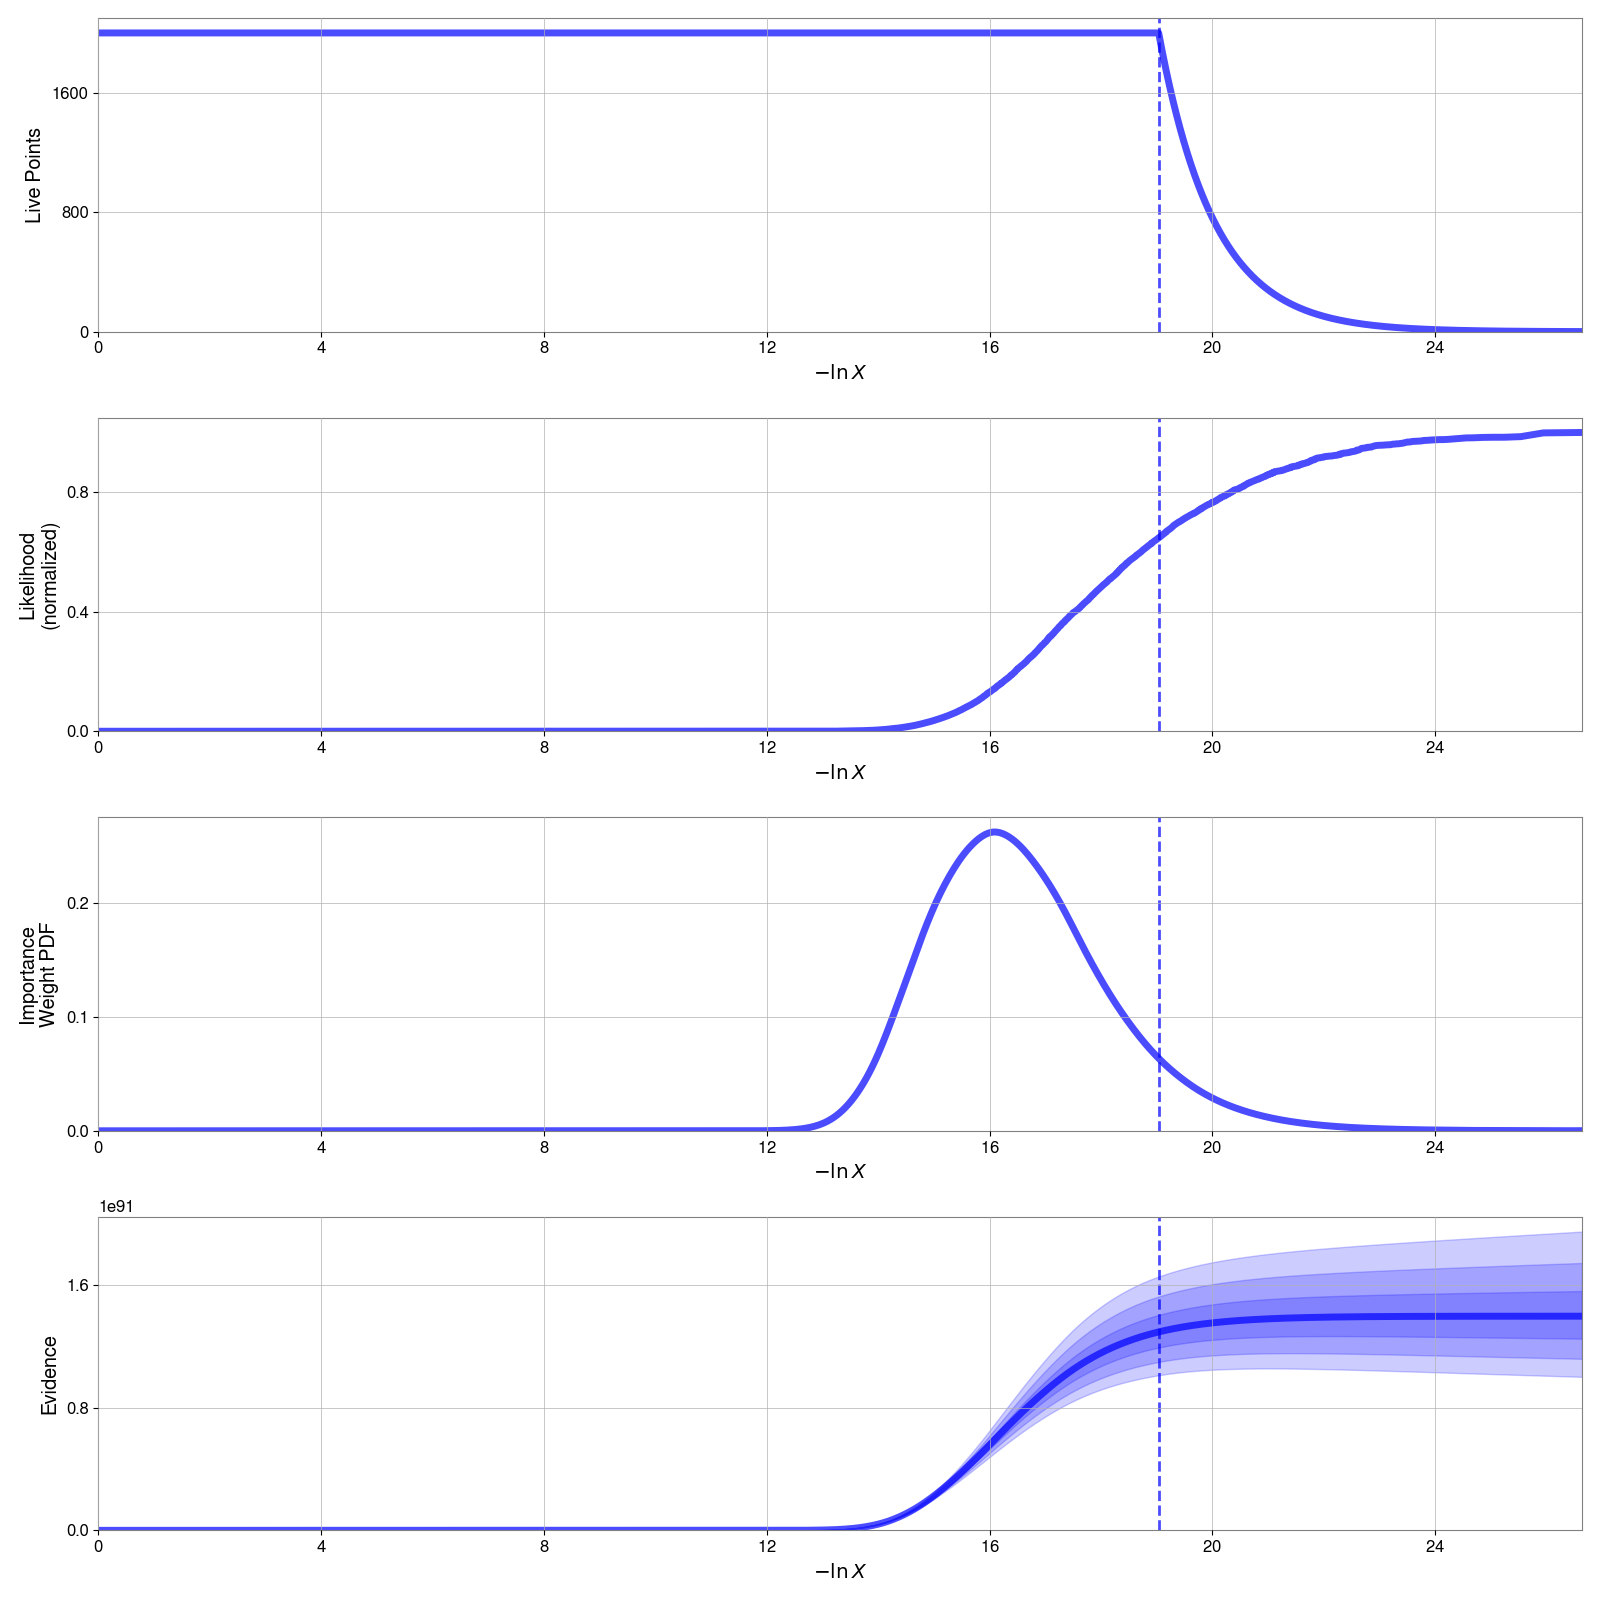 1600
800
0
Live Points
0 4 8 12 16 20 24
−ln X
0.8
0.4
0.0
Likelihood
(normalized)
0 4 8 12 16 20 24
−ln X
0.2
0.1
0.0
Importance
Weight PDF
0 4 8 12 16 20 24
−ln X
1e91
1.6
0.8
0.0
Evidence
0 4 8 12 16 20 24
−ln X